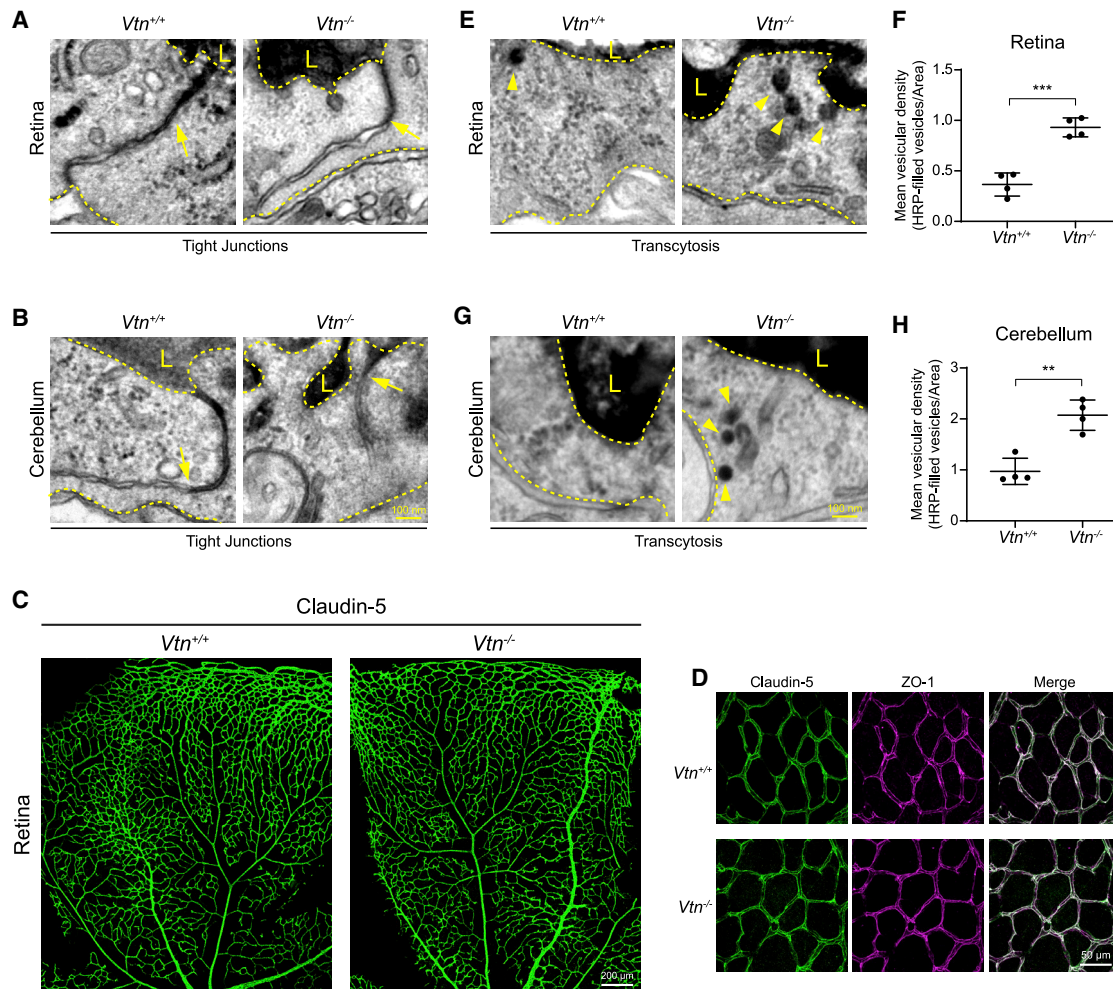 A
Vtn+/+
Vtn-/-
Retina
L
L
Tight Junctions
B
Vtn+/+
Vtn-/-
Cerebellum
L
L
100 nm
Tight Junctions
C
Claudin-5
Vtn+/+
Vtn-/-
Retina
200 µm
D
Claudin-5
ZO-1
Merge
Vtn+/+
Vtn-/-
50 µm
E
Vtn+/+
Vtn-/-
Retina
L
L
Transcytosis
F
Retina
Mean vesicular density
(HRP-filled vesicles/Area)
1.5
1.0
0.5
0.0
***
Vtn+/+
Vtn-/-
G
Vtn+/+
Vtn-/-
Cerebellum
L
L
100 nm
Transcytosis
H
Cerebellum
Mean vesicular density
(HRP-filled vesicles/Area)
3
2
1
0
**
Vtn+/+
Vtn-/-